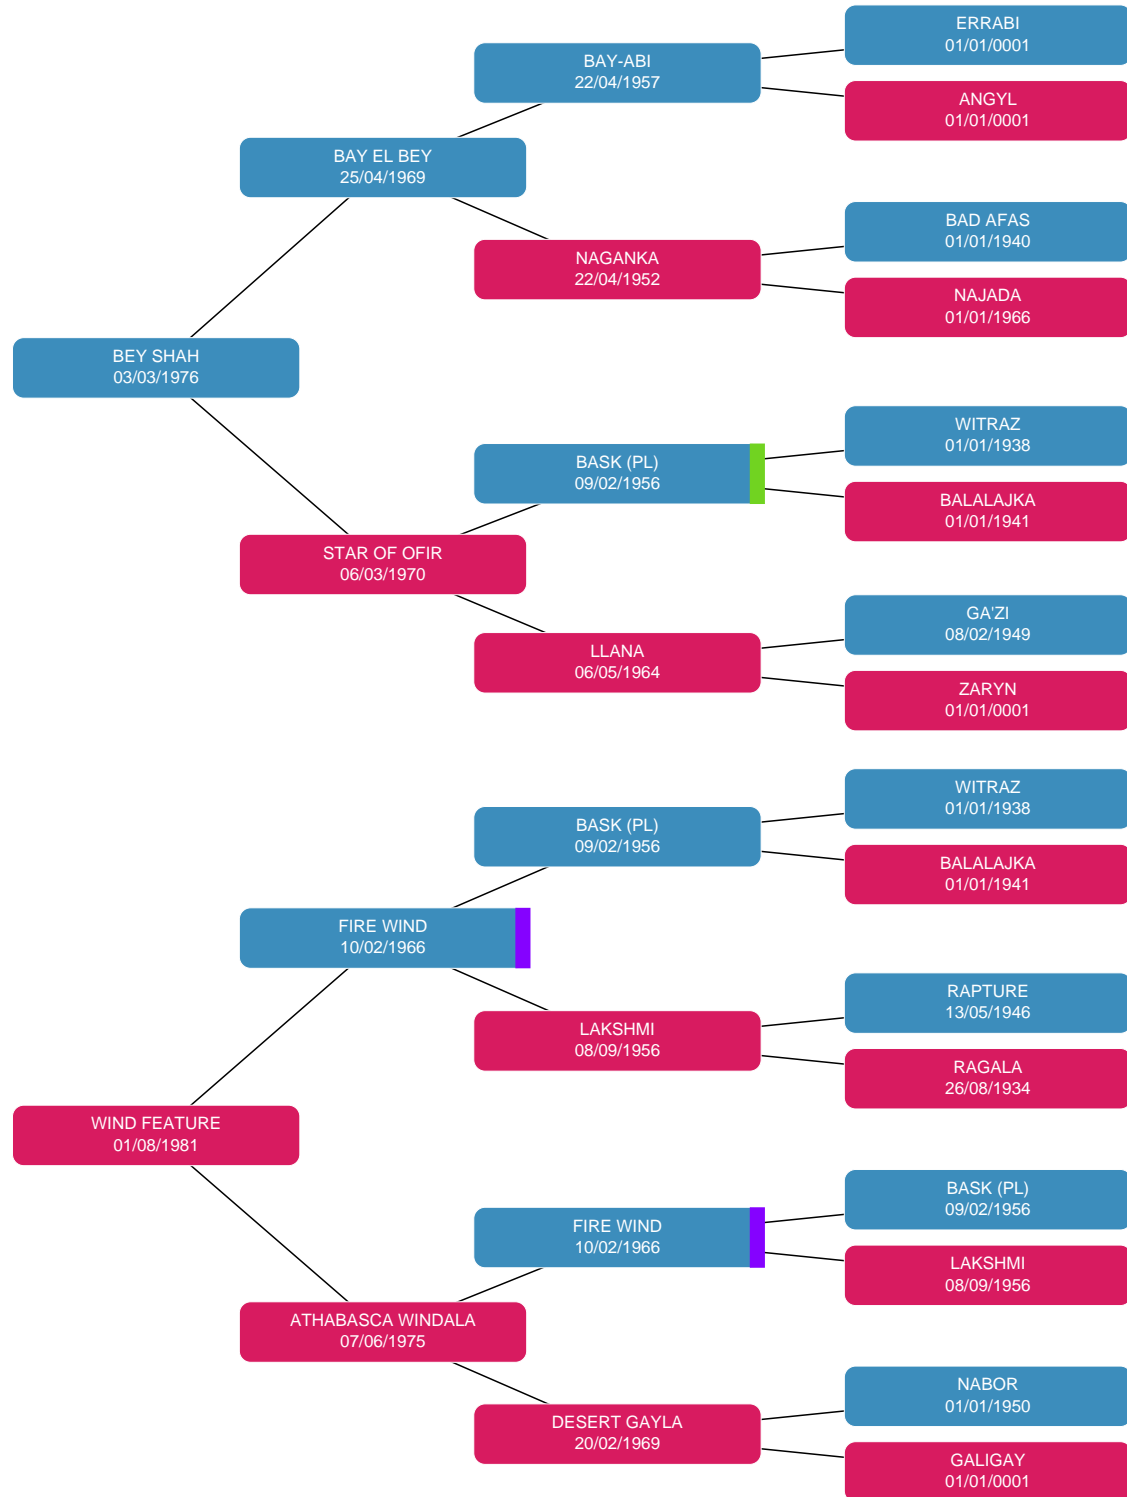 ERRABI
01/01/0001
BAY-ABI
22/04/1957
ANGYL
01/01/0001
BAY EL BEY
25/04/1969
BAD AFAS
01/01/1940
NAGANKA
22/04/1952
NAJADA
01/01/1966
BEY SHAH
03/03/1976
WITRAZ
01/01/1938
BASK (PL)
09/02/1956
BALALAJKA
01/01/1941
STAR OF OFIR
06/03/1970
GA'ZI
08/02/1949
LLANA
06/05/1964
ZARYN
01/01/0001
WITRAZ
01/01/1938
BASK (PL)
09/02/1956
BALALAJKA
01/01/1941
FIRE WIND
10/02/1966
RAPTURE
13/05/1946
LAKSHMI
08/09/1956
RAGALA
26/08/1934
WIND FEATURE
01/08/1981
BASK (PL)
09/02/1956
FIRE WIND
10/02/1966
LAKSHMI
08/09/1956
ATHABASCA WINDALA
07/06/1975
NABOR
01/01/1950
DESERT GAYLA
20/02/1969
GALIGAY
01/01/0001